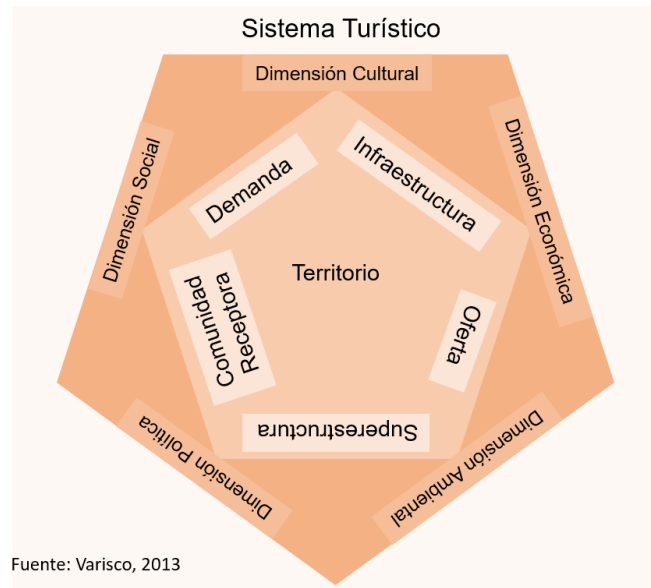 Sistema Turístico
Dimensión Cultural
Dimensión Social
Dimensión Económica
Demanda
Infraestructura
Territorio
Comunidad
Receptora
Oferta
Superestructura
Dimensión Política
Dimensión Ambiental
Fuente: Varisco, 2013